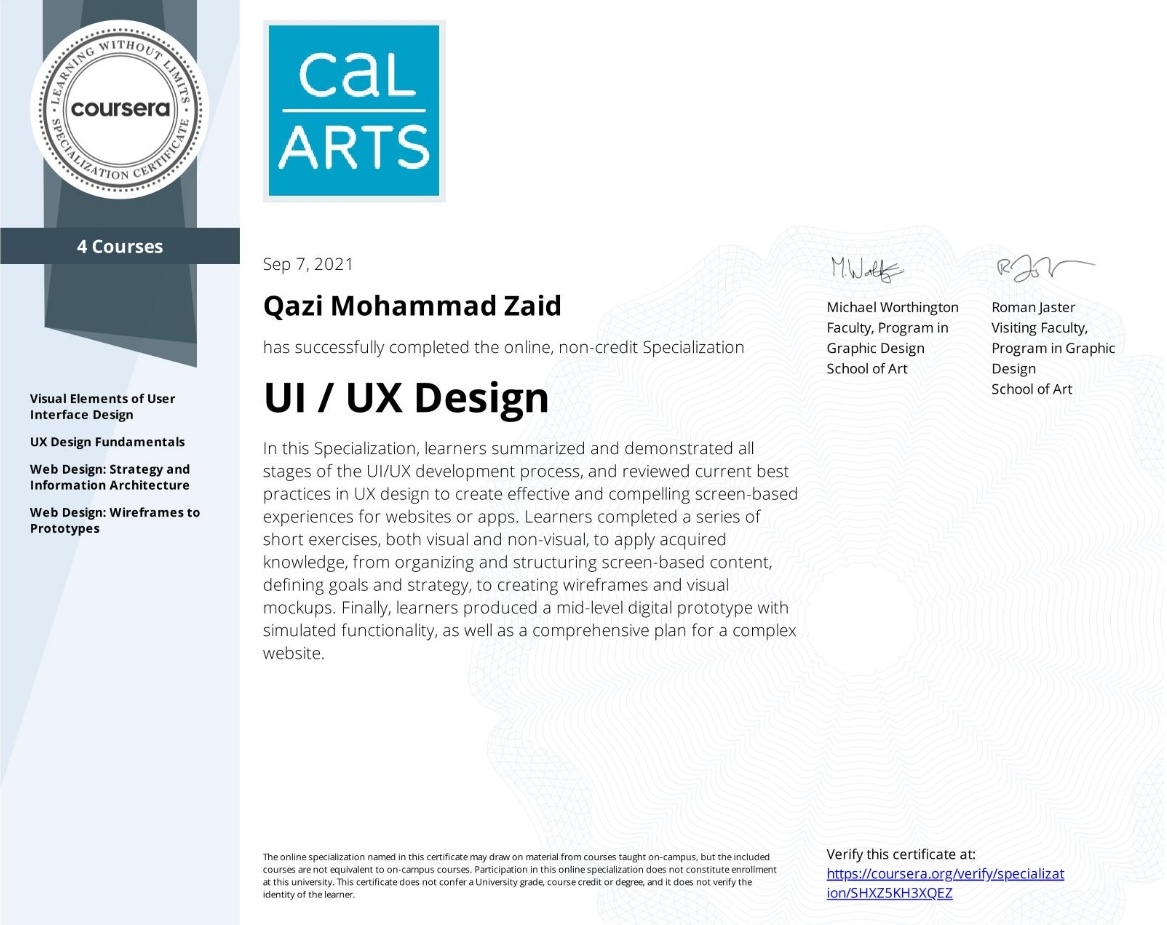 LEARNING WITHOUT LIMITS
coursera
SPECIALIZATION CERTIFICATE
4 Courses
Visual Elements of User
Interface Design
UX Design Fundamentals
Web Design: Strategy and
Information Architecture
Web Design: Wireframes to
Prototypes
CaL
ARTS
Sep 7, 2021
Qazi Mohammad Zaid
has successfully completed the online, non-credit Specialization
UI / UX Design
In this Specialization, learners summarized and demonstrated all
stages of the UI/UX development process, and reviewed current best
practices in UX design to create effective and compelling screen-based
experiences for websites or apps. Learners completed a series of
short exercises, both visual and non-visual, to apply acquired
knowledge, from organizing and structuring screen-based content,
defining goals and strategy, to creating wireframes and visual
mockups. Finally, learners produced a mid-level digital prototype with
simulated functionality, as well as a comprehensive plan for a complex
website.
Michael Worthington
Faculty, Program in
Graphic Design
School of Art
Roman Jaster
Visiting Faculty,
Program in Graphic
Design
School of Art
The online specialization named in this certificate may draw on material from courses taught on-campus, but the included
courses are not equivalent to on-campus courses. Participation in this online specialization does not constitute enrollment
at this university. This certificate does not confer a University grade, course credit or degree, and it does not verify the
identity of the learner.
Verify this certificate at:
https://coursera.org/verify/specializat
ion/SHXZ5KH3XQEZ